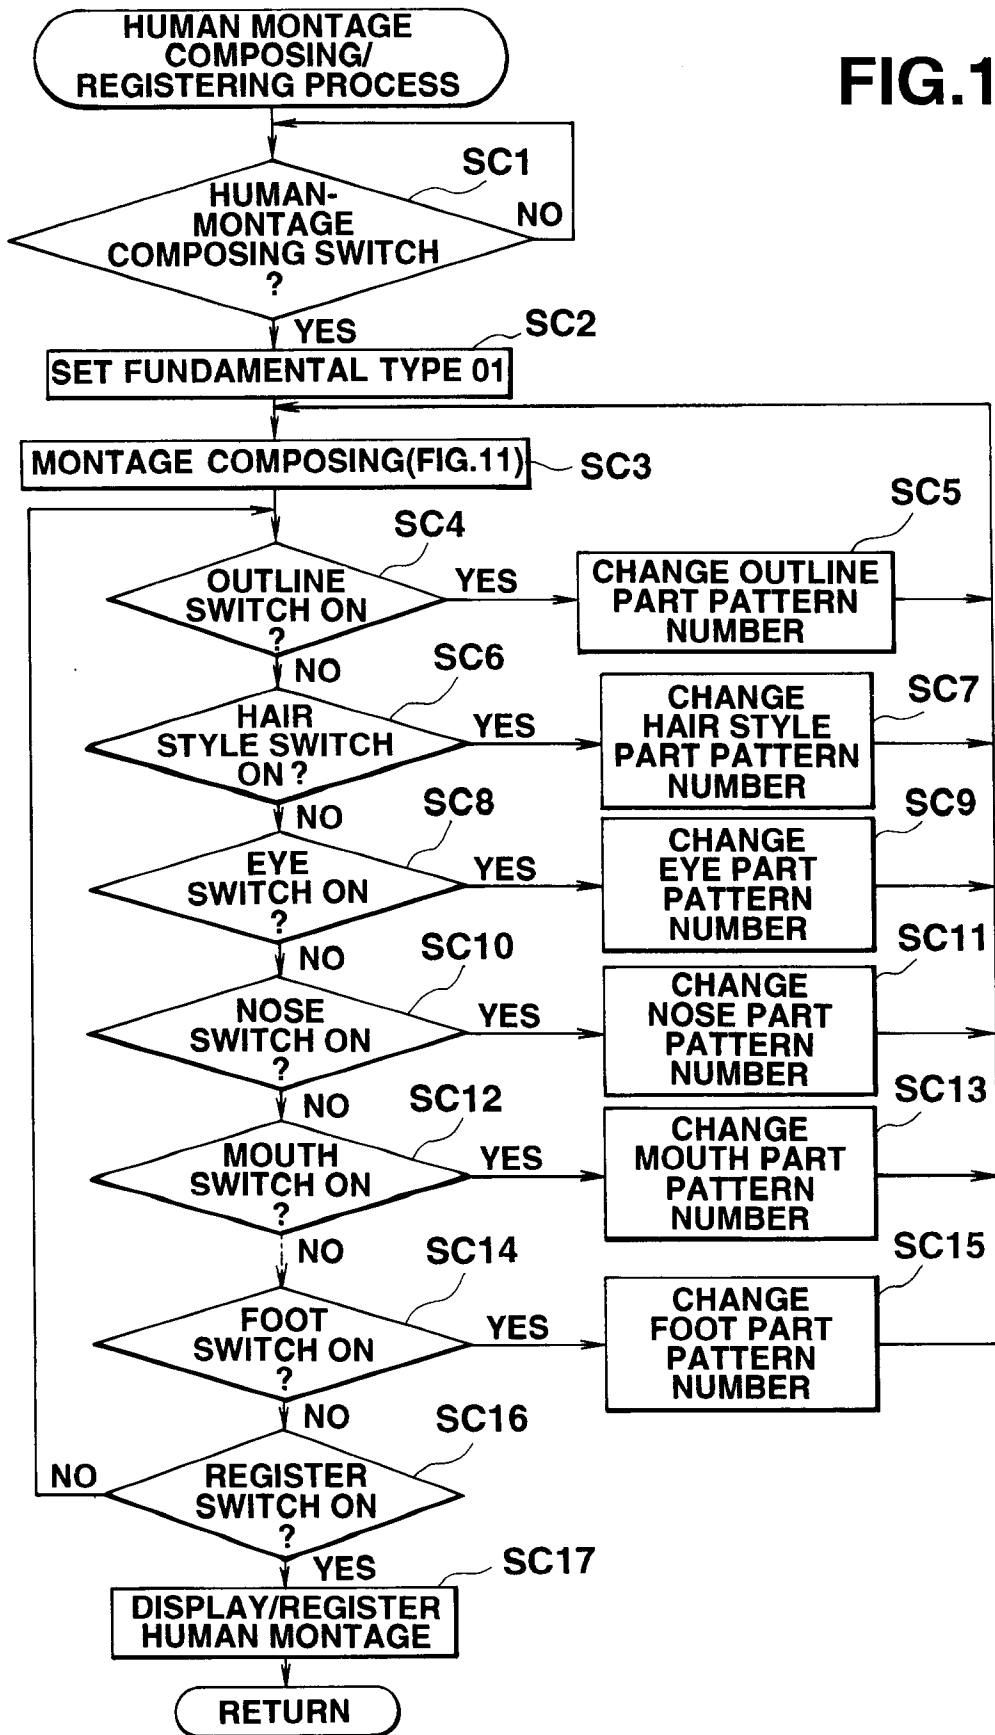 HUMAN MONTAGE
COMPOSING/
REGISTERING PROCESS
FIG.1
SC1
HUMAN-
MONTAGE
COMPOSING SWITCH
?
NO
YES
SC2
SET FUNDAMENTAL TYPE 01
MONTAGE COMPOSING(FIG.11)
SC3
SC4
OUTLINE
SWITCH ON
?
YES
SC5
CHANGE OUTLINE
PART PATTERN
NUMBER
NO
SC6
HAIR
STYLE SWITCH
ON ?
YES
SC7
CHANGE
HAIR STYLE
PART PATTERN
NUMBER
NO
SC8
EYE
SWITCH ON
?
YES
SC9
CHANGE
EYE PART
PATTERN
NUMBER
NO
SC10
NOSE
SWITCH ON
?
YES
SC11
CHANGE
NOSE PART
PATTERN
NUMBER
NO
SC12
MOUTH
SWITCH ON
?
YES
SC13
CHANGE
MOUTH PART
PATTERN
NUMBER
NO
SC14
FOOT
SWITCH ON
?
YES
SC15
CHANGE
FOOT PART
PATTERN
NUMBER
NO
SC16
REGISTER
SWITCH ON
?
NO
YES
SC17
DISPLAY/REGISTER
HUMAN MONTAGE
RETURN